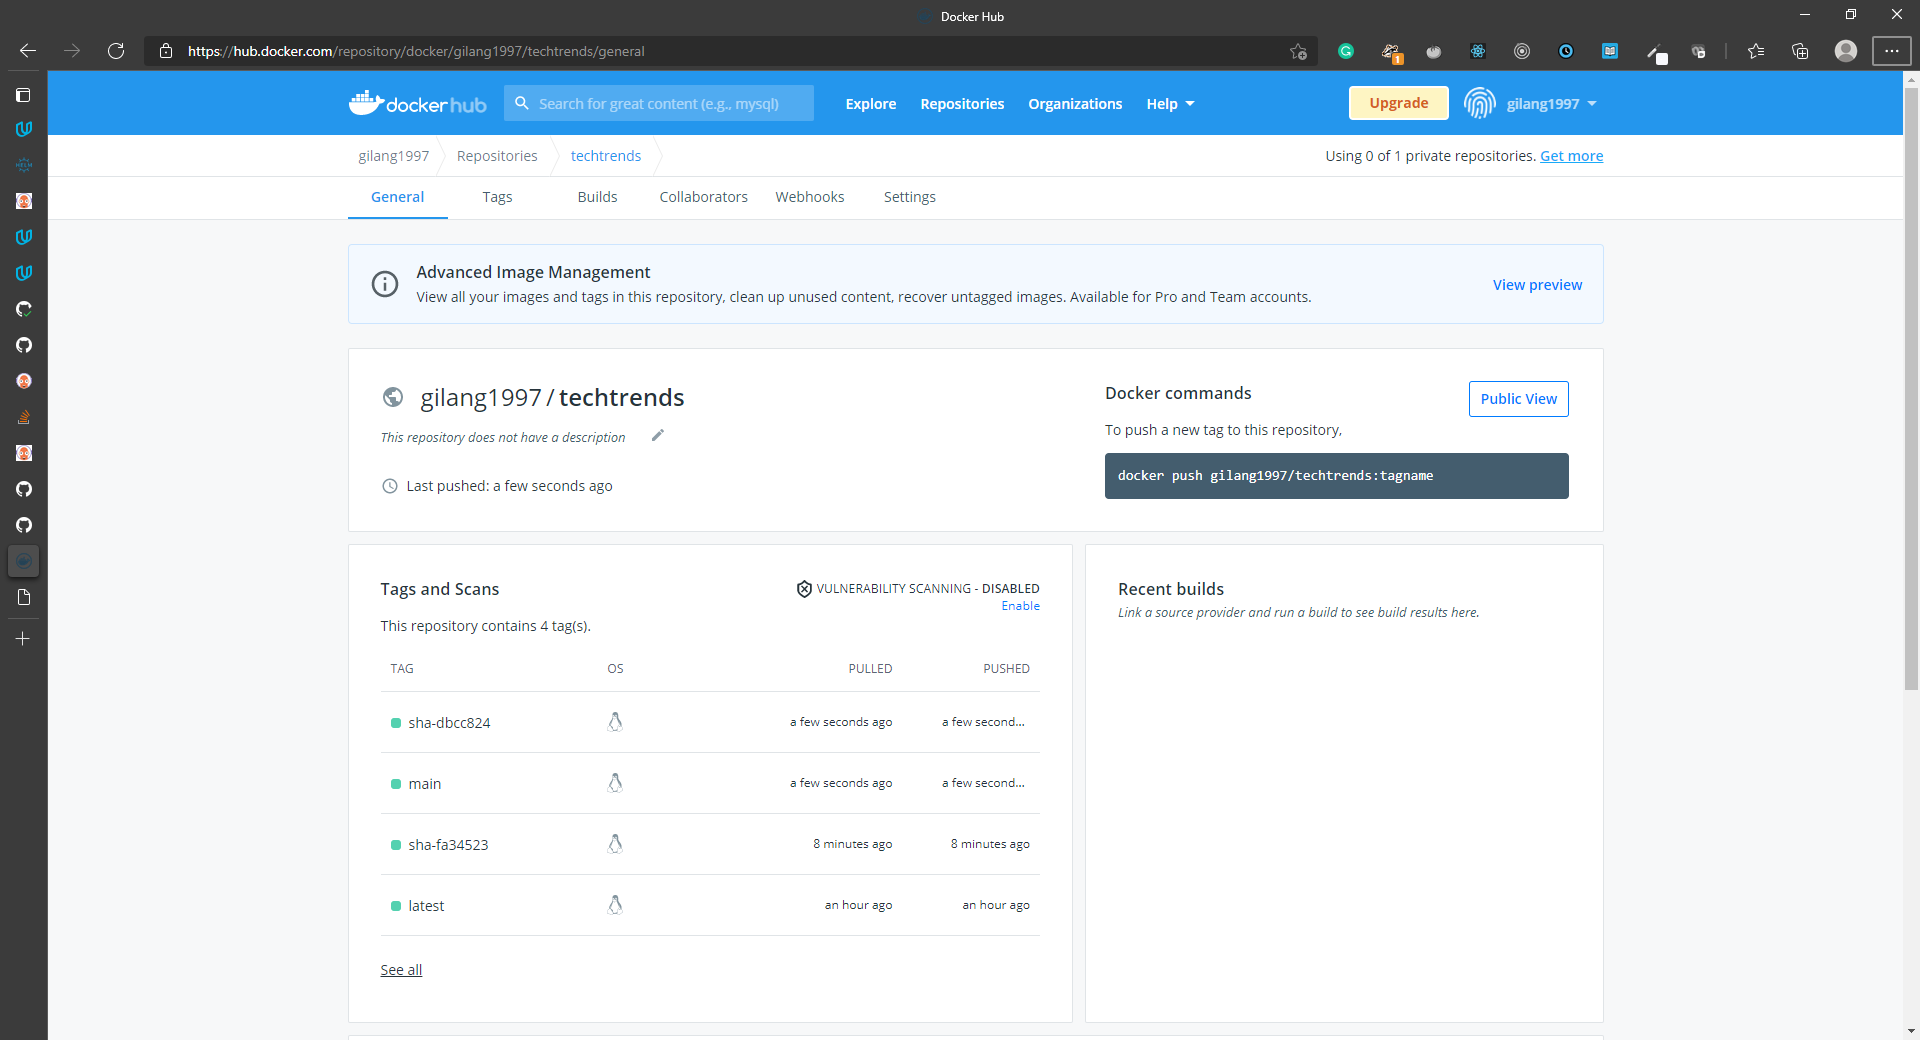 Docker Hub
https://hub.docker.com/repository/docker/gilang1997/techtrends/general
1
docker hub
Search for great content (e.g., mysql)
Explore
Repositories
Organizations
Help
Upgrade
gilang1997
gilang1997
Repositories
techtrends
Using 0 of 1 private repositories. Get more
General
Tags
Builds
Collaborators
Webhooks
Settings
Advanced Image Management
View all your images and tags in this repository, clean up unused content, recover untagged images. Available for Pro and Team accounts.
View preview
gilang1997 / techtrends
This repository does not have a description
Last pushed: a few seconds ago
Docker commands
Public View
To push a new tag to this repository,
docker push gilang1997/techtrends:tagname
Tags and Scans
VULNERABILITY SCANNING - DISABLED
Enable
This repository contains 4 tag(s).
TAG OS PULLED PUSHED
sha-dbcc824 a few seconds ago a few second...
main a few seconds ago a few second...
sha-fa34523 8 minutes ago 8 minutes ago
latest an hour ago an hour ago
See all
Recent builds
Link a source provider and run a build to see build results here.